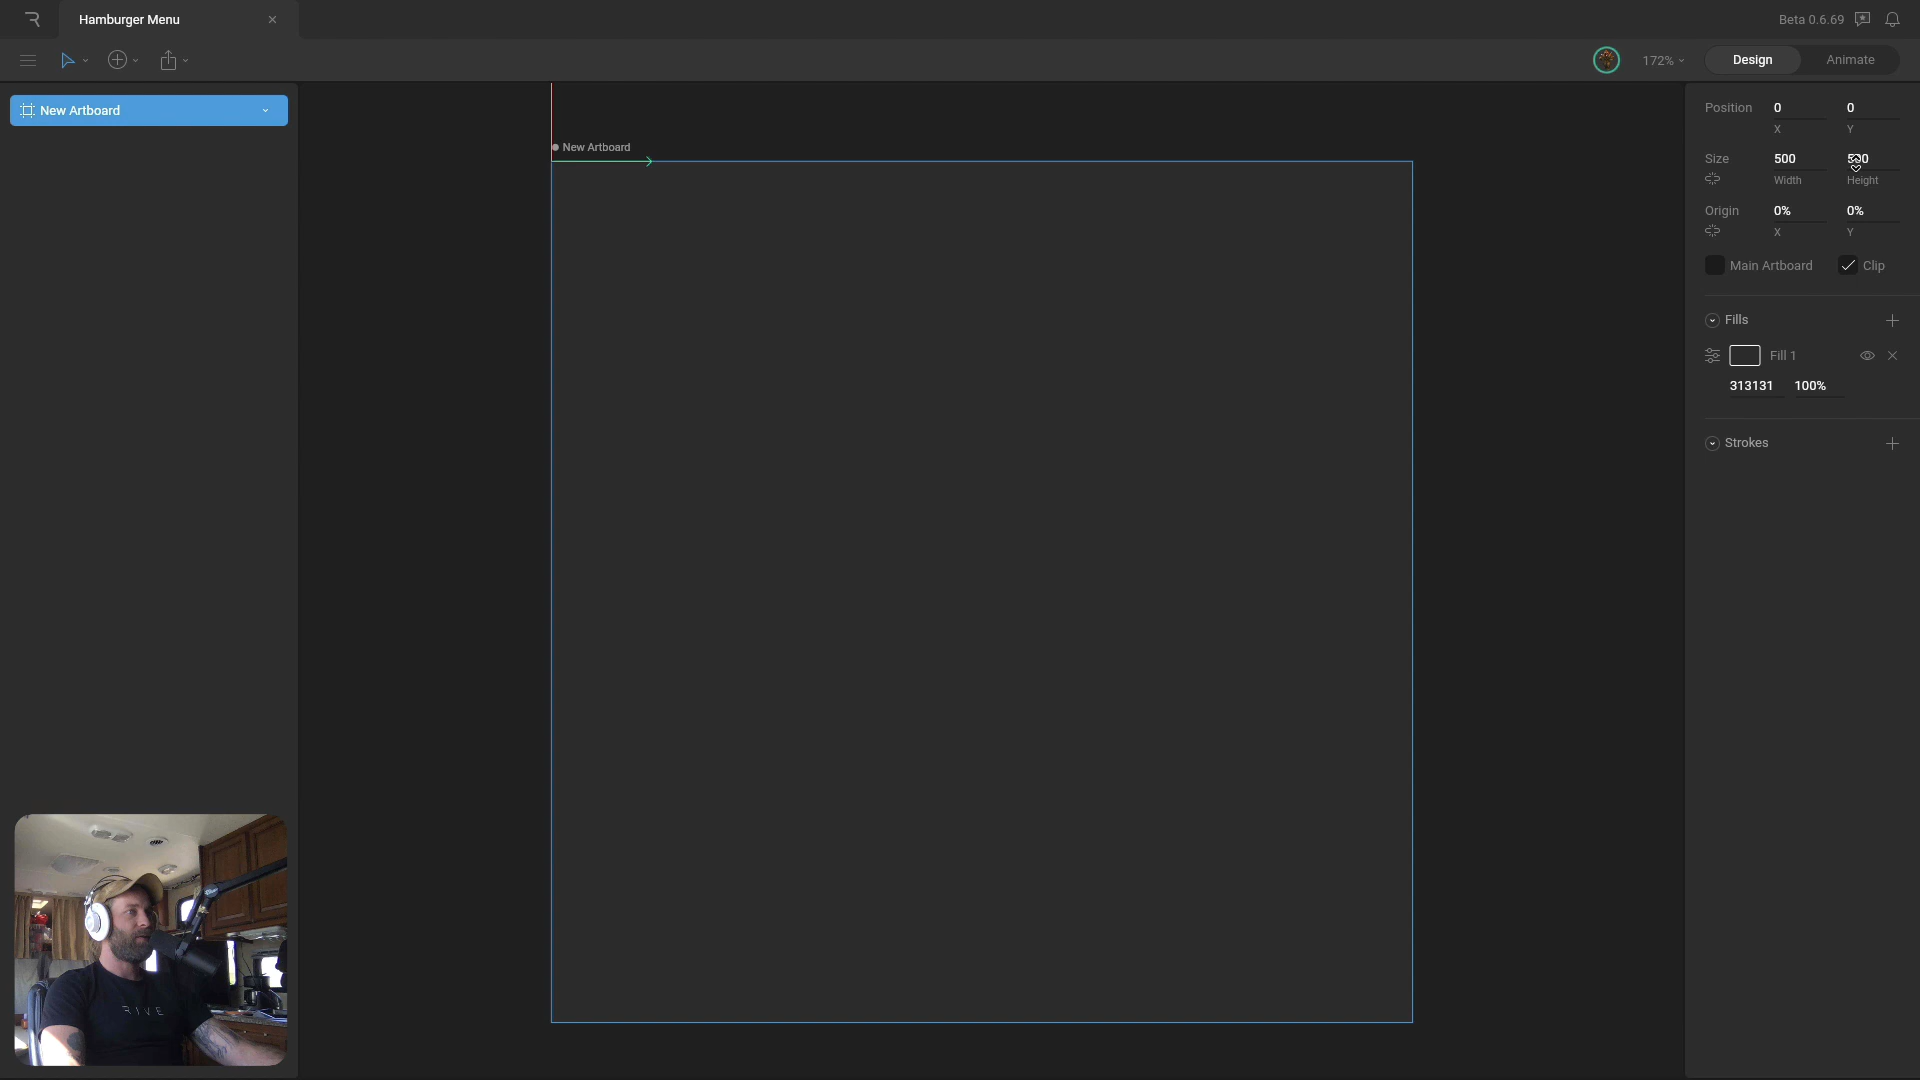 Hamburger Menu
Beta 0.6.69
172%
Design
Animate
New Artboard
New Artboard
Position 0 0
X Y
Size 500
Width Height
Origin 0% 0%
X Y
Main Artboard Clip
Fills
Fill 1
313131 100%
Strokes
RIVE